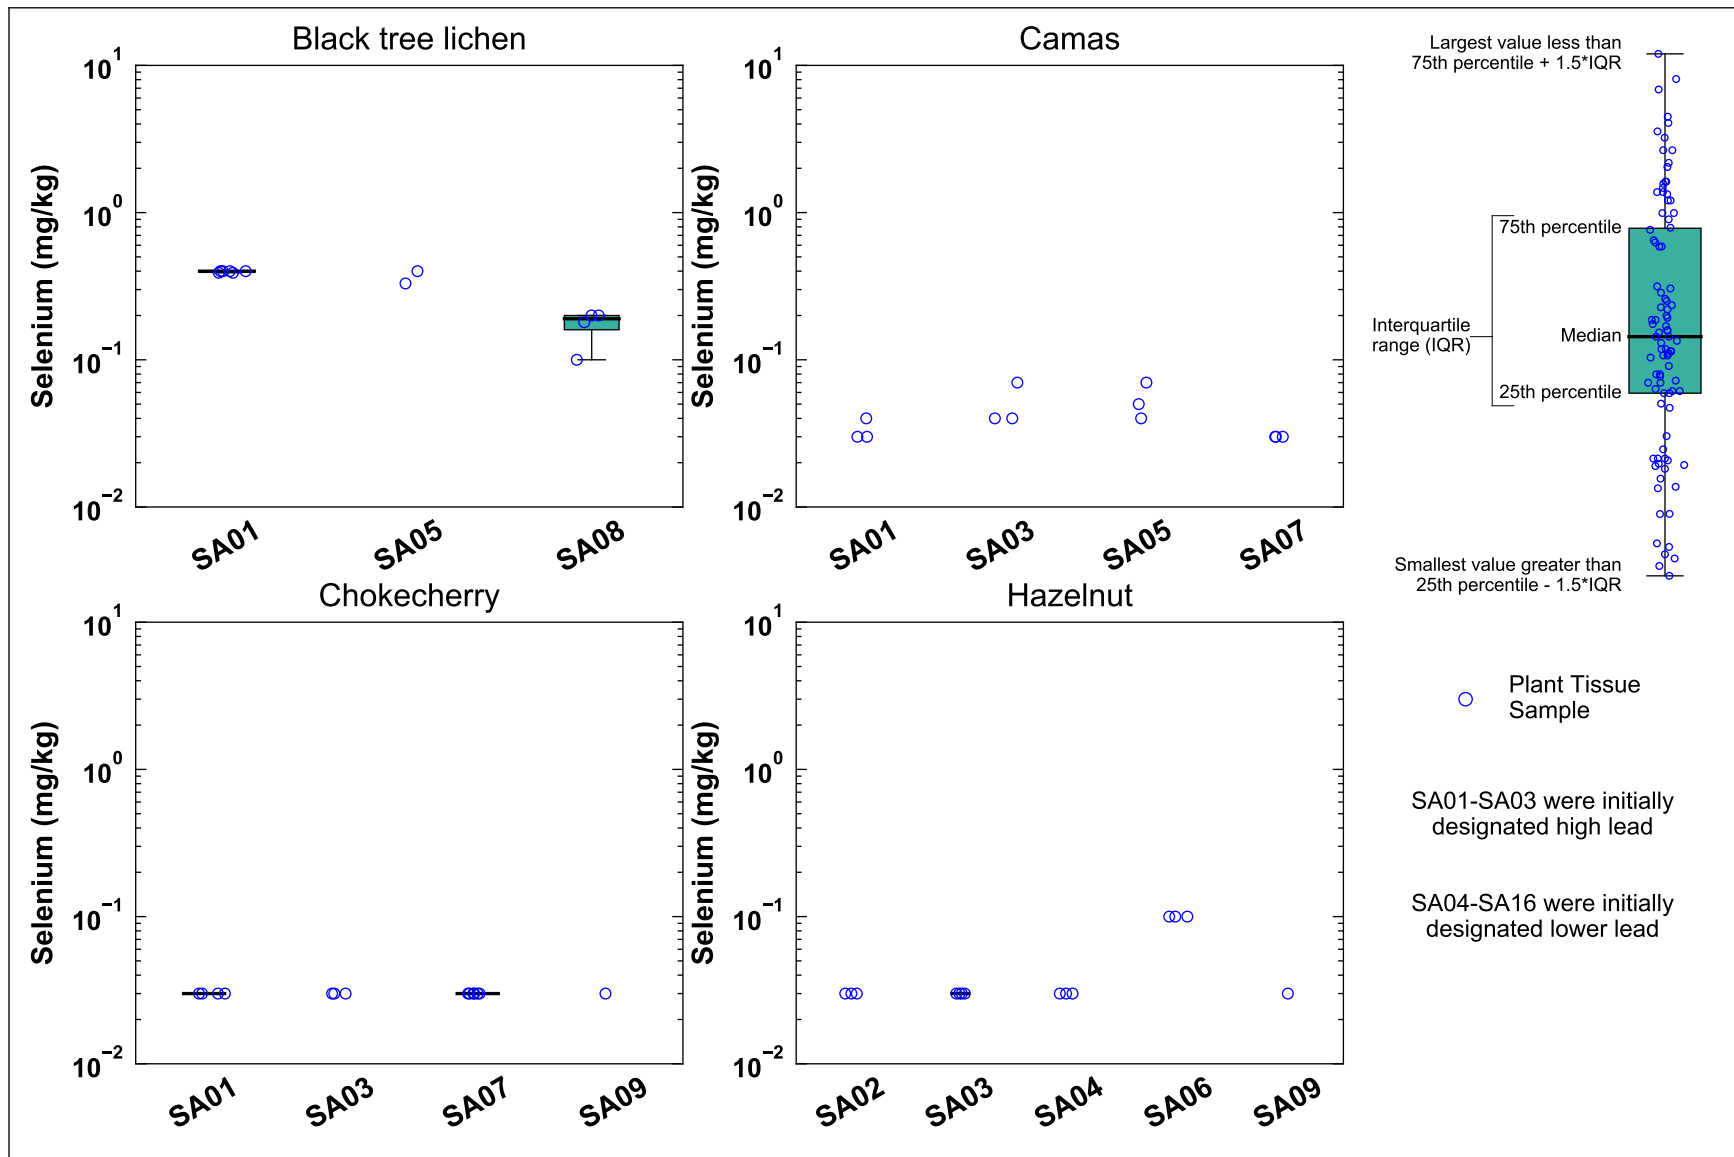 Black tree lichen
Selenium (mg/kg)
10^1
10^0
10^−1
10^−2
SA01
SA05
SA08
Camas
Selenium (mg/kg)
10^1
10^0
10^−1
10^−2
SA01
SA03
SA05
SA07
Chokecherry
Selenium (mg/kg)
10^1
10^0
10^−1
10^−2
SA01
SA03
SA07
SA09
Hazelnut
Selenium (mg/kg)
10^1
10^0
10^−1
10^−2
SA02
SA03
SA04
SA06
SA09
Largest value less than
75th percentile + 1.5*IQR
75th percentile
Interquartile
range (IQR)
Median
25th percentile
Smallest value greater than
25th percentile - 1.5*IQR
Plant Tissue
Sample
SA01-SA03 were initially
designated high lead
SA04-SA16 were initially
designated lower lead